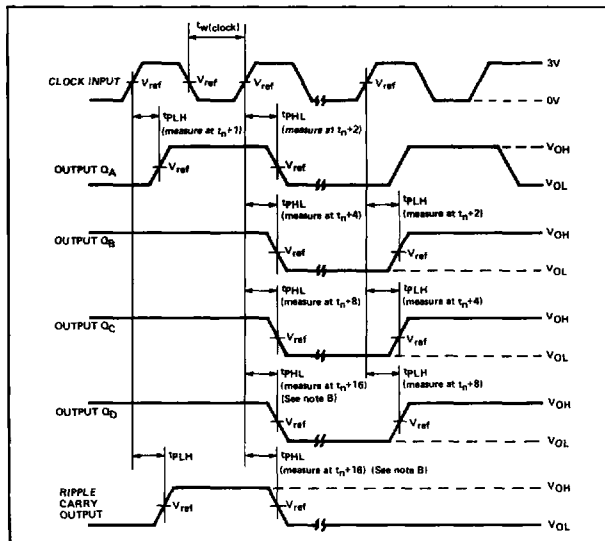 tw(clock)
3V
CLOCK INPUT
Vref
Vref
Vref
Vref
0V
tPLH
(measure at tn+1)
tPHL
(measure at tn+2)
VOH
OUTPUT QA
Vref
Vref
VOL
tPHL
(measure at tn+4)
tPLH
(measure at tn+2)
OUTPUT QB
VOH
Vref
Vref
VOL
tPHL
(measure at tn+8)
tPLH
(measure at tn+4)
OUTPUT QC
VOH
Vref
Vref
VOL
tPHL
(measure at tn+16)
(See note B)
tPLH
(measure at tn+8)
OUTPUT QD
VOH
Vref
Vref
VOL
tPLH
tPHL
(measure at tn+16) (See note B)
RIPPLE
CARRY
OUTPUT
VOH
Vref
Vref
VOL